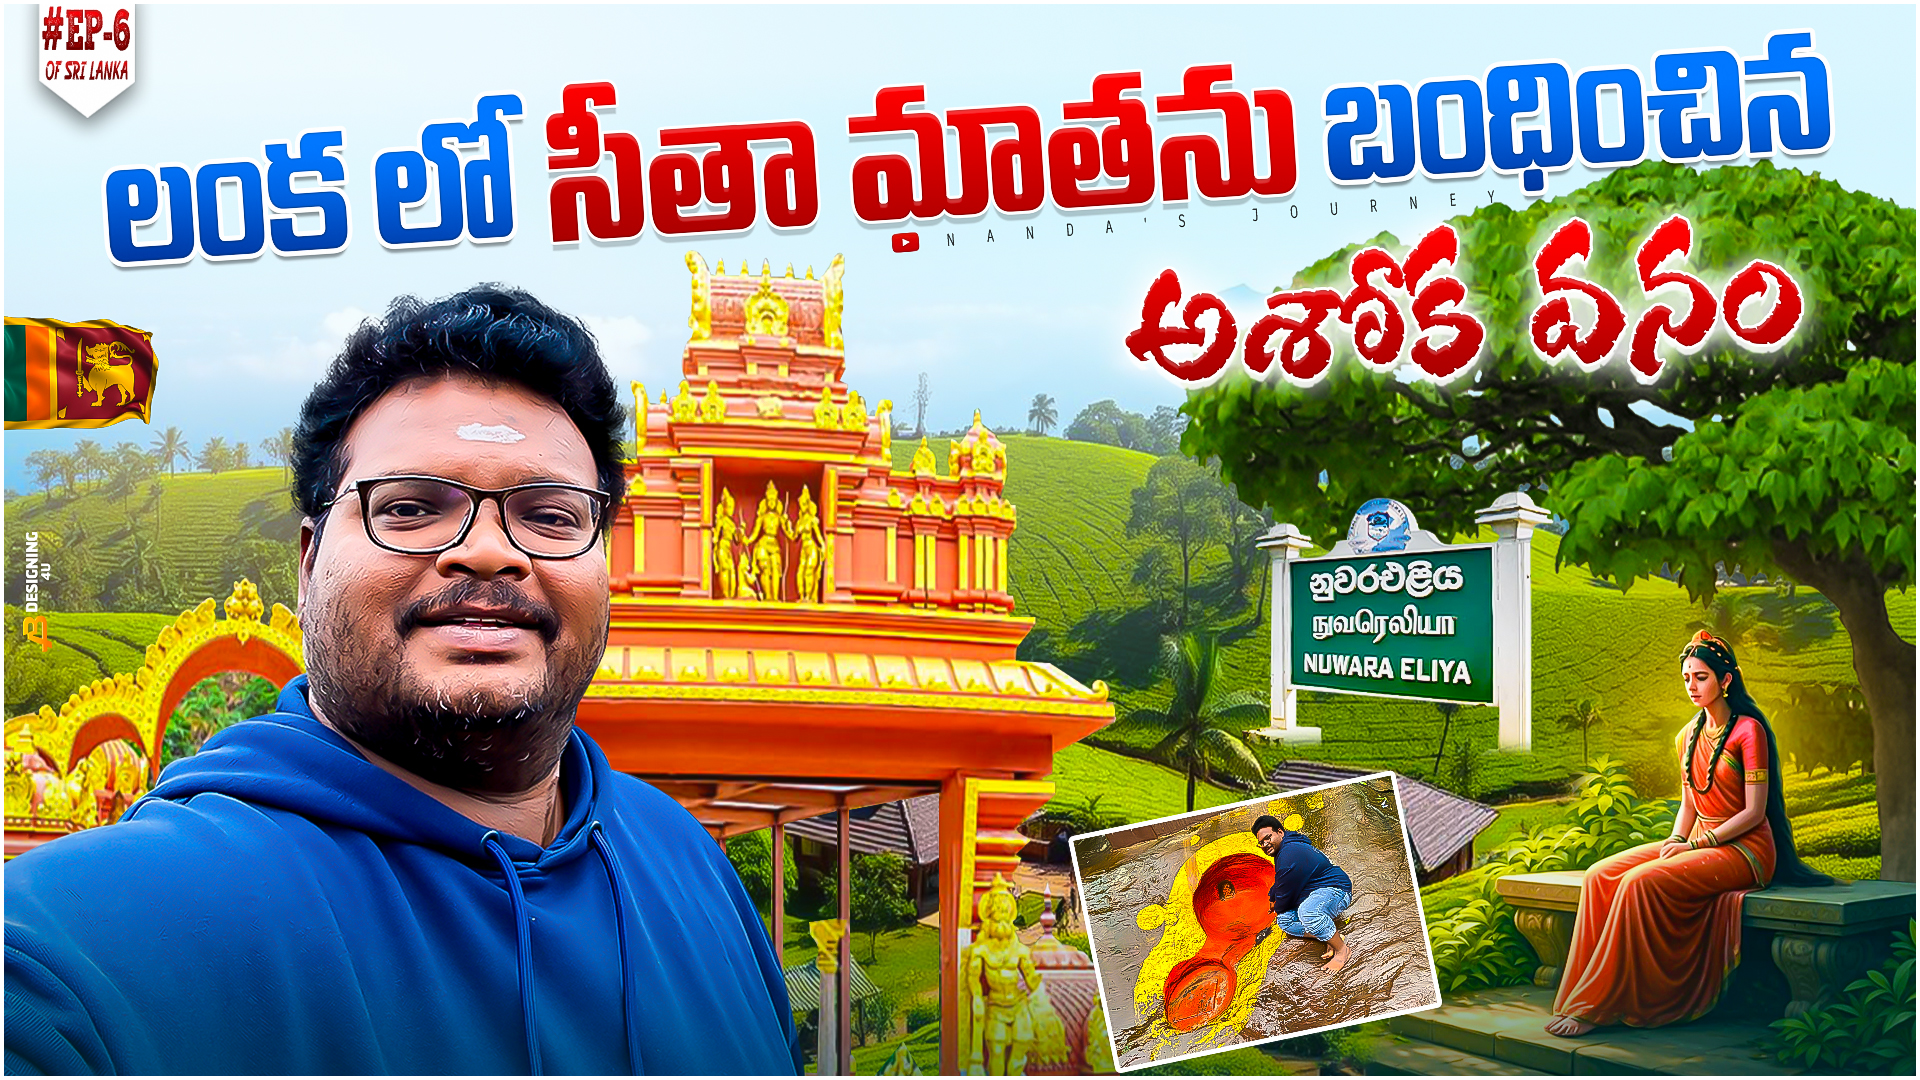 #EP-6
OF SRI LANKA
లంక లో సీతా మాతను బంధించిన
NANDA'S JOURNEY
అశోక వనం
DESIGNING
4U
නුවරඑළිය
நுவரெலியா
NUWARA ELIYA